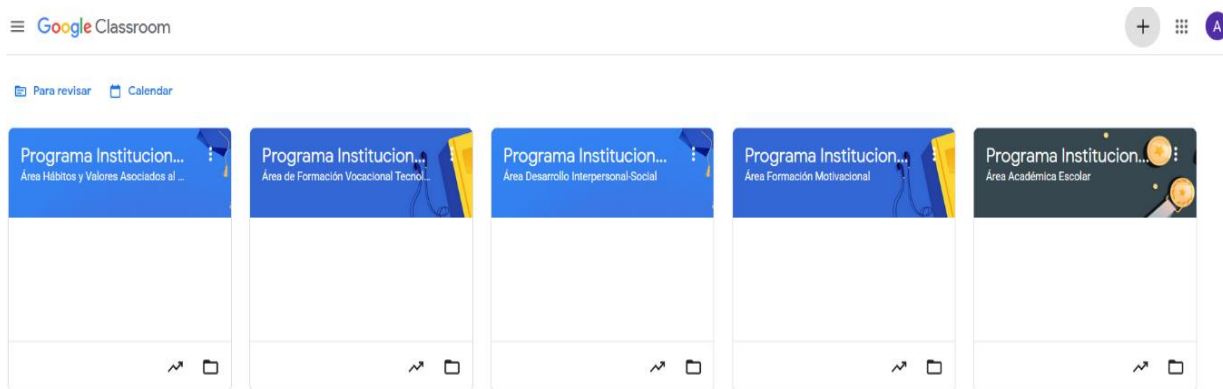 Google Classroom
A
Para revisar
Calendar
Programa Institucion...
Área Hábitos y Valores Asociados al ...
Programa Institucion...
Área de Formación Vocacional Tecnol...
Programa Institucion...
Área Desarrollo Interpersonal-Social
Programa Institucion...
Área Formación Motivacional
Programa Institucion...
Área Académica Escolar